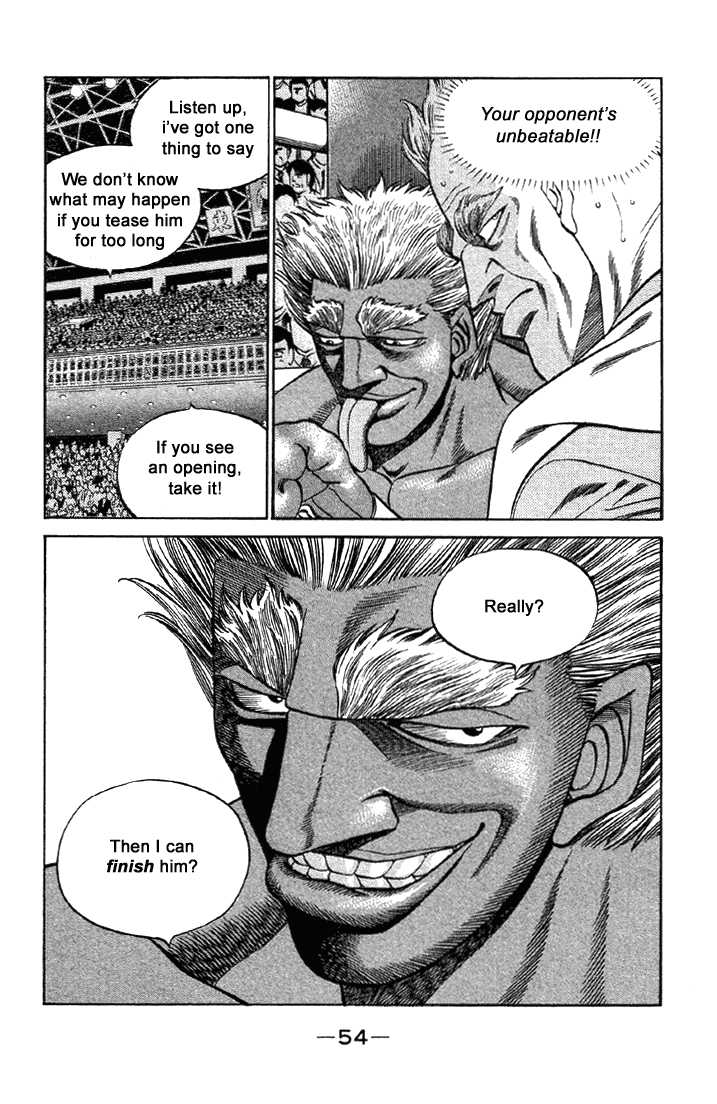 Listen up,
i've got one
thing to say
We don't know
what may happen
if you tease him
for too long
If you see
an opening,
take it!
Your opponent's
unbeatable!!
Really?
Then I can
finish him?
—54—